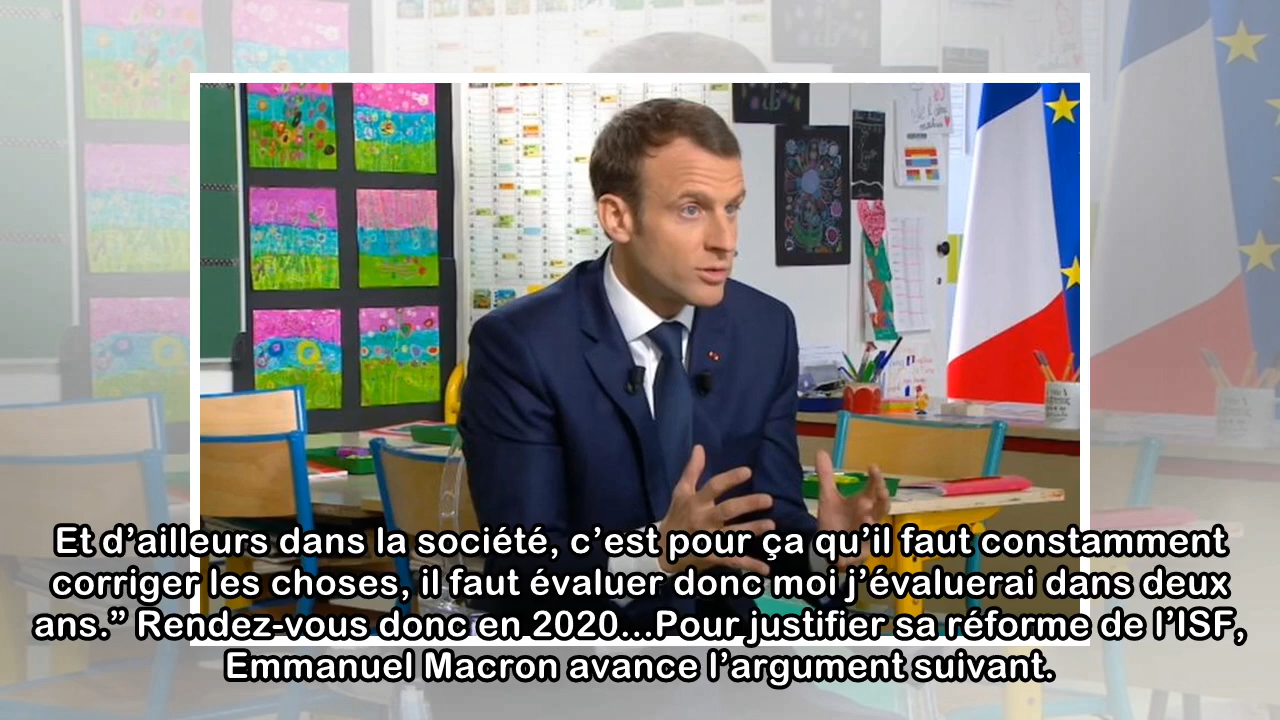 Et d’ailleurs dans la société, c’est pour ça qu’il faut constamment
corriger les choses, il faut évaluer donc moi j’évaluerai dans deux
ans.” Rendez-vous donc en 2020...Pour justifier sa réforme de l’ISF,
Emmanuel Macron avance l’argument suivant.